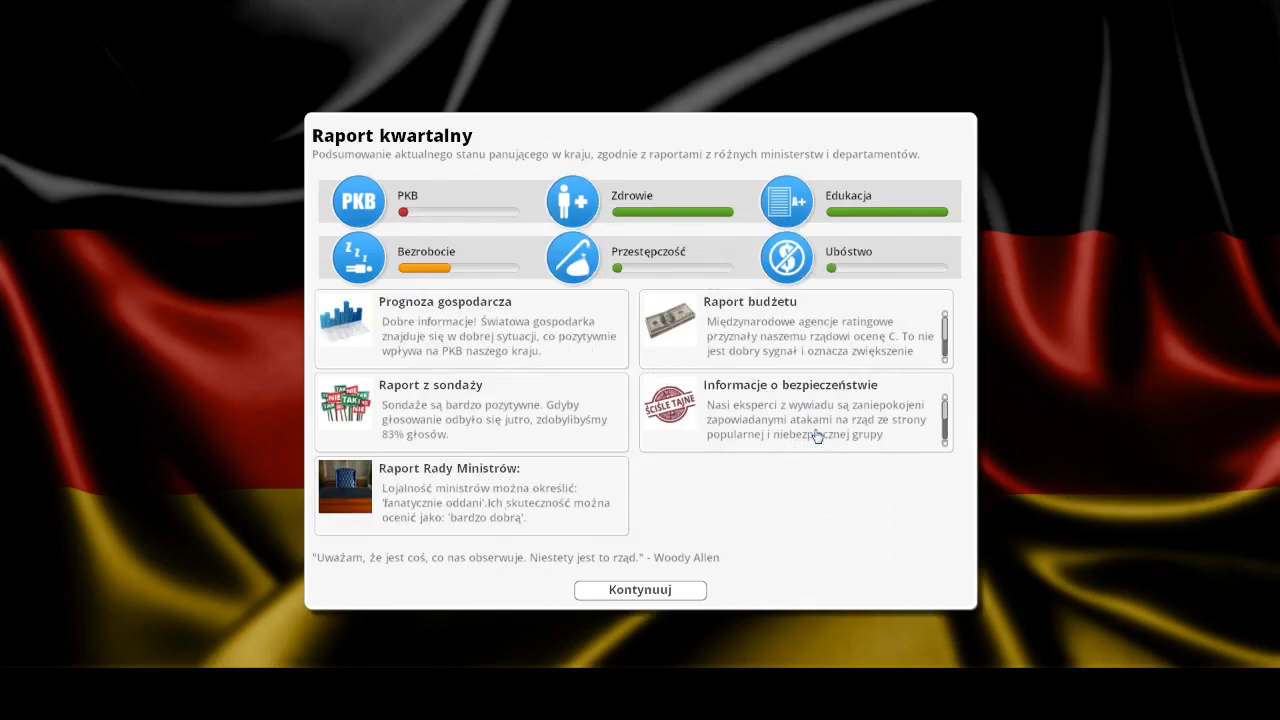 Raport kwartalny
Podsumowanie aktualnego stanu panującego w kraju, zgodnie z raportami z różnych ministerstw i departamentów.
PKB
PKB
Zdrowie
A+
Edukacja
Z Z Z
Bezrobocie
Przestępczość
$
Ubóstwo
Prognoza gospodarcza
Dobre informacje! Światowa gospodarka
znajduje się w dobrej sytuacji, co pozytywnie
wpływa na PKB naszego kraju.
Raport budżetu
Międzynarodowe agencje ratingowe
przyznały naszemu rządowi ocenę C. To nie
jest dobry sygnał i oznacza zwiększenie
Raport z sondaży
Sondaże są bardzo pozytywne. Gdyby
głosowanie odbyło się jutro, zdobylibyśmy
83% głosów.
TAK NIE
NIE TAK!
ŚCIŚLE TAJNE
Informacje o bezpieczeństwie
Nasi eksperci z wywiadu są zaniepokojeni
zapowiadanymi atakami na rząd ze strony
popularnej i niebezpiecznej grupy
Raport Rady Ministrów:
Lojalność ministrów można określić:
'fanatycznie oddani'.Ich skuteczność można
ocenić jako: 'bardzo dobrą'.
"Uważam, że jest coś, co nas obserwuje. Niestety jest to rząd." - Woody Allen
Kontynuuj